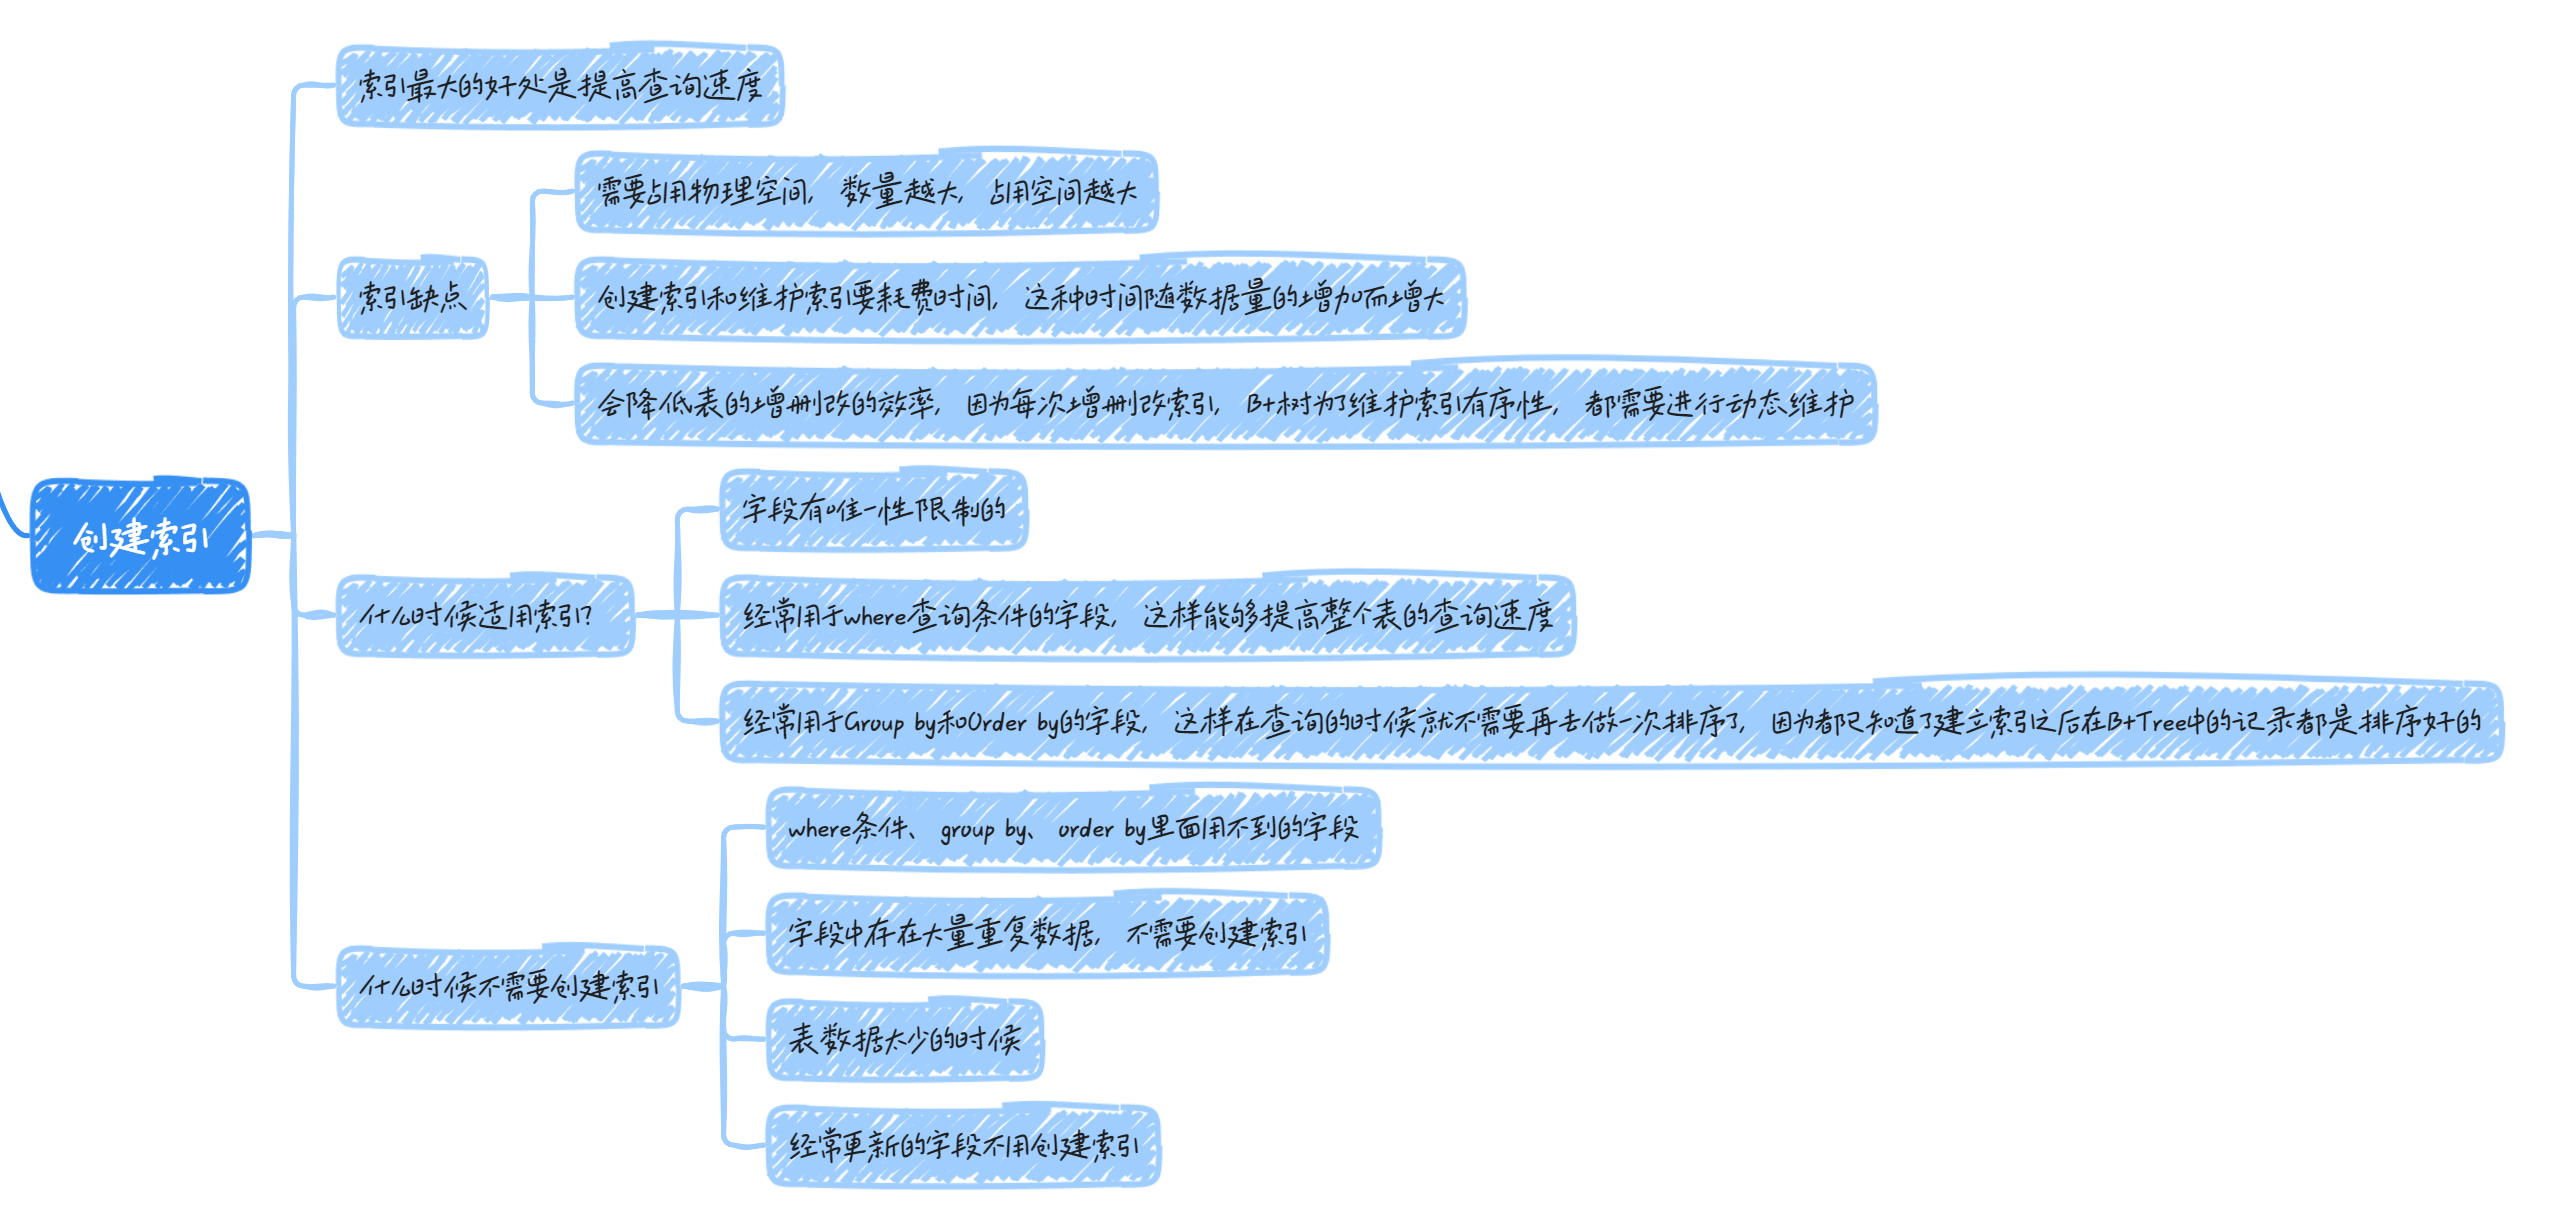 创建索引
索引最大的好处是提高查询速度
索引缺点
需要占用物理空间，数量越大，占用空间越大
创建索引和维护索引要耗费时间，这种时间随数据量的增加而增大
会降低表的增删改的效率，因为每次增删改索引，B+树为了维护索引有序性，都需要进行动态维护
什么时候适用索引？
字段有唯一性限制的
经常用于where查询条件的字段，这样能够提高整个表的查询速度
经常用于Group by和Order by的字段，这样在查询的时候就不需要再去做一次排序了，因为都已知道了建立索引之后在B+Tree中的记录都是排序好的
什么时候不需要创建索引
where条件、group by、order by里面用不到的字段
字段中存在大量重复数据，不需要创建索引
表数据太少的时候
经常更新的字段不用创建索引